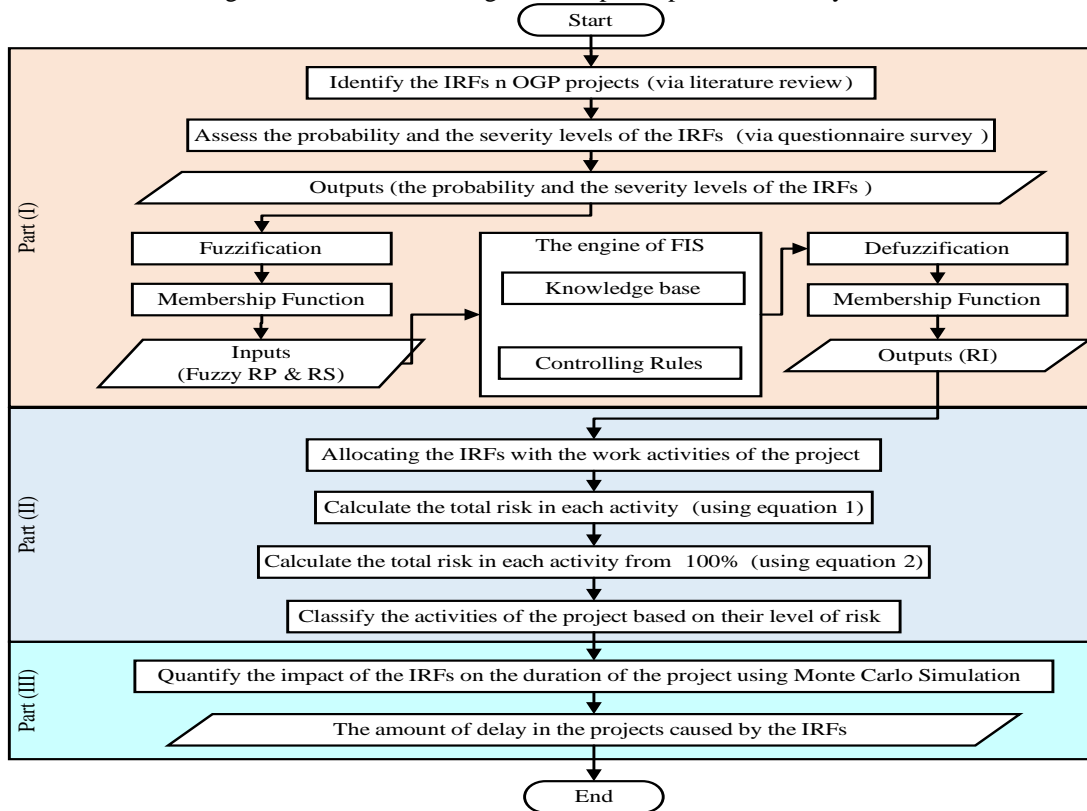 Start
Part (I)
Identify the IRFs n OGP projects (via literature review)
Assess the probability and the severity levels of the IRFs (via questionnaire survey )
Outputs (the probability and the severity levels of the IRFs )
Fuzzification
Membership Function
Inputs
(Fuzzy RP & RS)
The engine of FIS
Knowledge base
Controlling Rules
Defuzzification
Membership Function
Outputs (RI)
Part (II)
Allocating the IRFs with the work activities of the project
Calculate the total risk in each activity (using equation 1)
Calculate the total risk in each activity from 100% (using equation 2)
Classify the activities of the project based on their level of risk
Part (III)
Quantify the impact of the IRFs on the duration of the project using Monte Carlo Simulation
The amount of delay in the projects caused by the IRFs
End